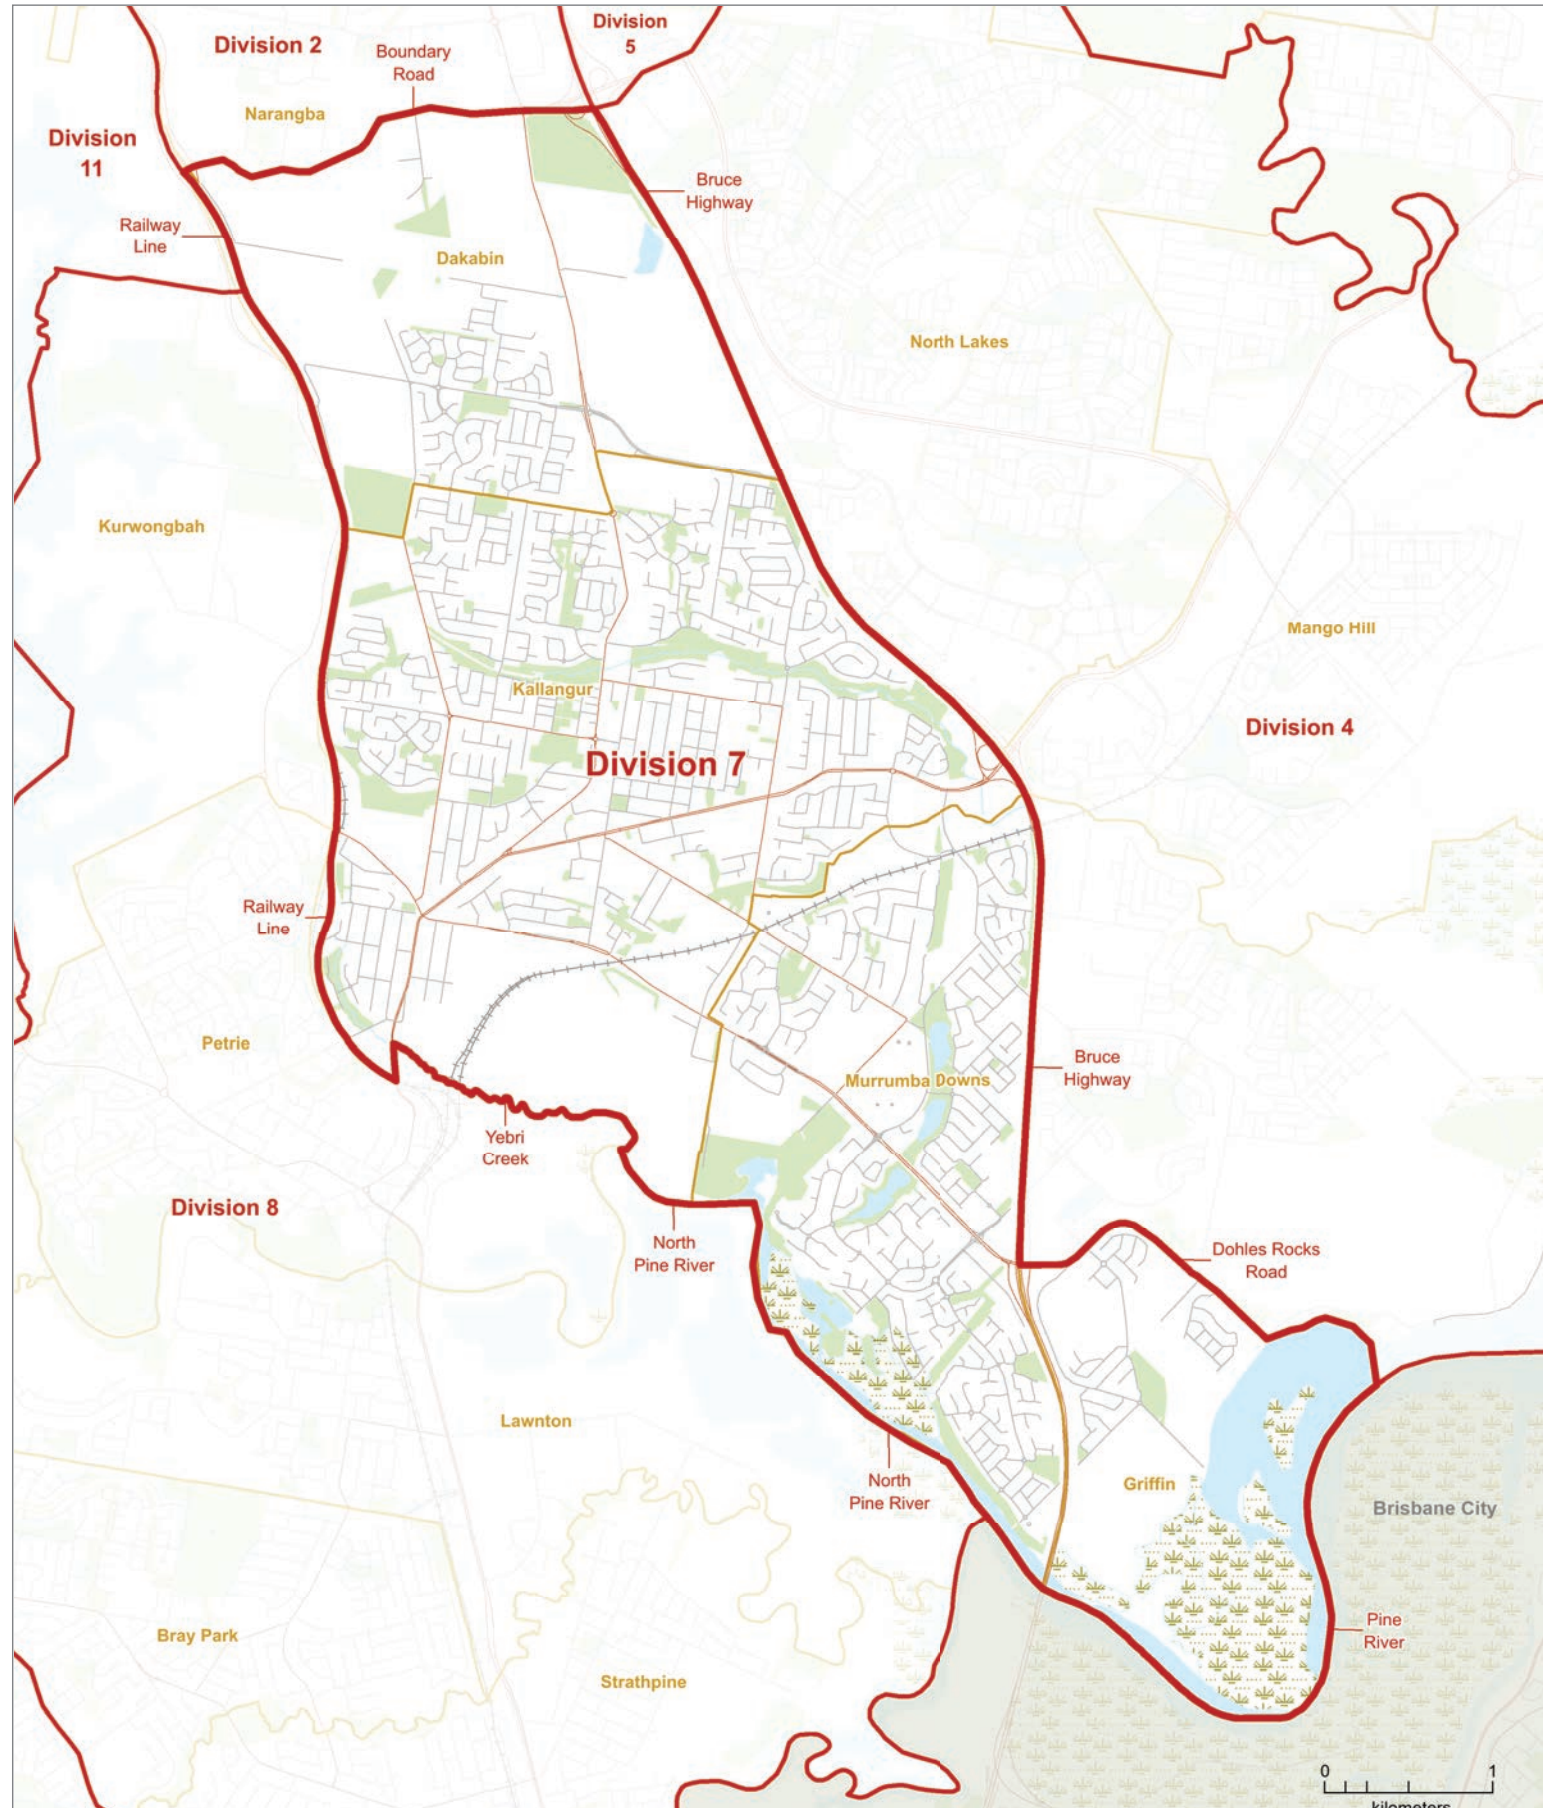 Division
5
Division 2
Boundary
Road
Narangba
Division
11
Bruce
Highway
Railway
Line
Dakabin
North Lakes
Kurwongbah
Mango Hill
Kallangur
Division 4
Division 7
Railway
Line
Petrie
Bruce
Highway
Murrumba Downs
Yebri
Creek
Division 8
North
Pine River
Dohles Rocks
Road
Lawnton
North
Pine River
Griffin
Brisbane City
Bray Park
Pine
River
Strathpine
0 1
kilometers